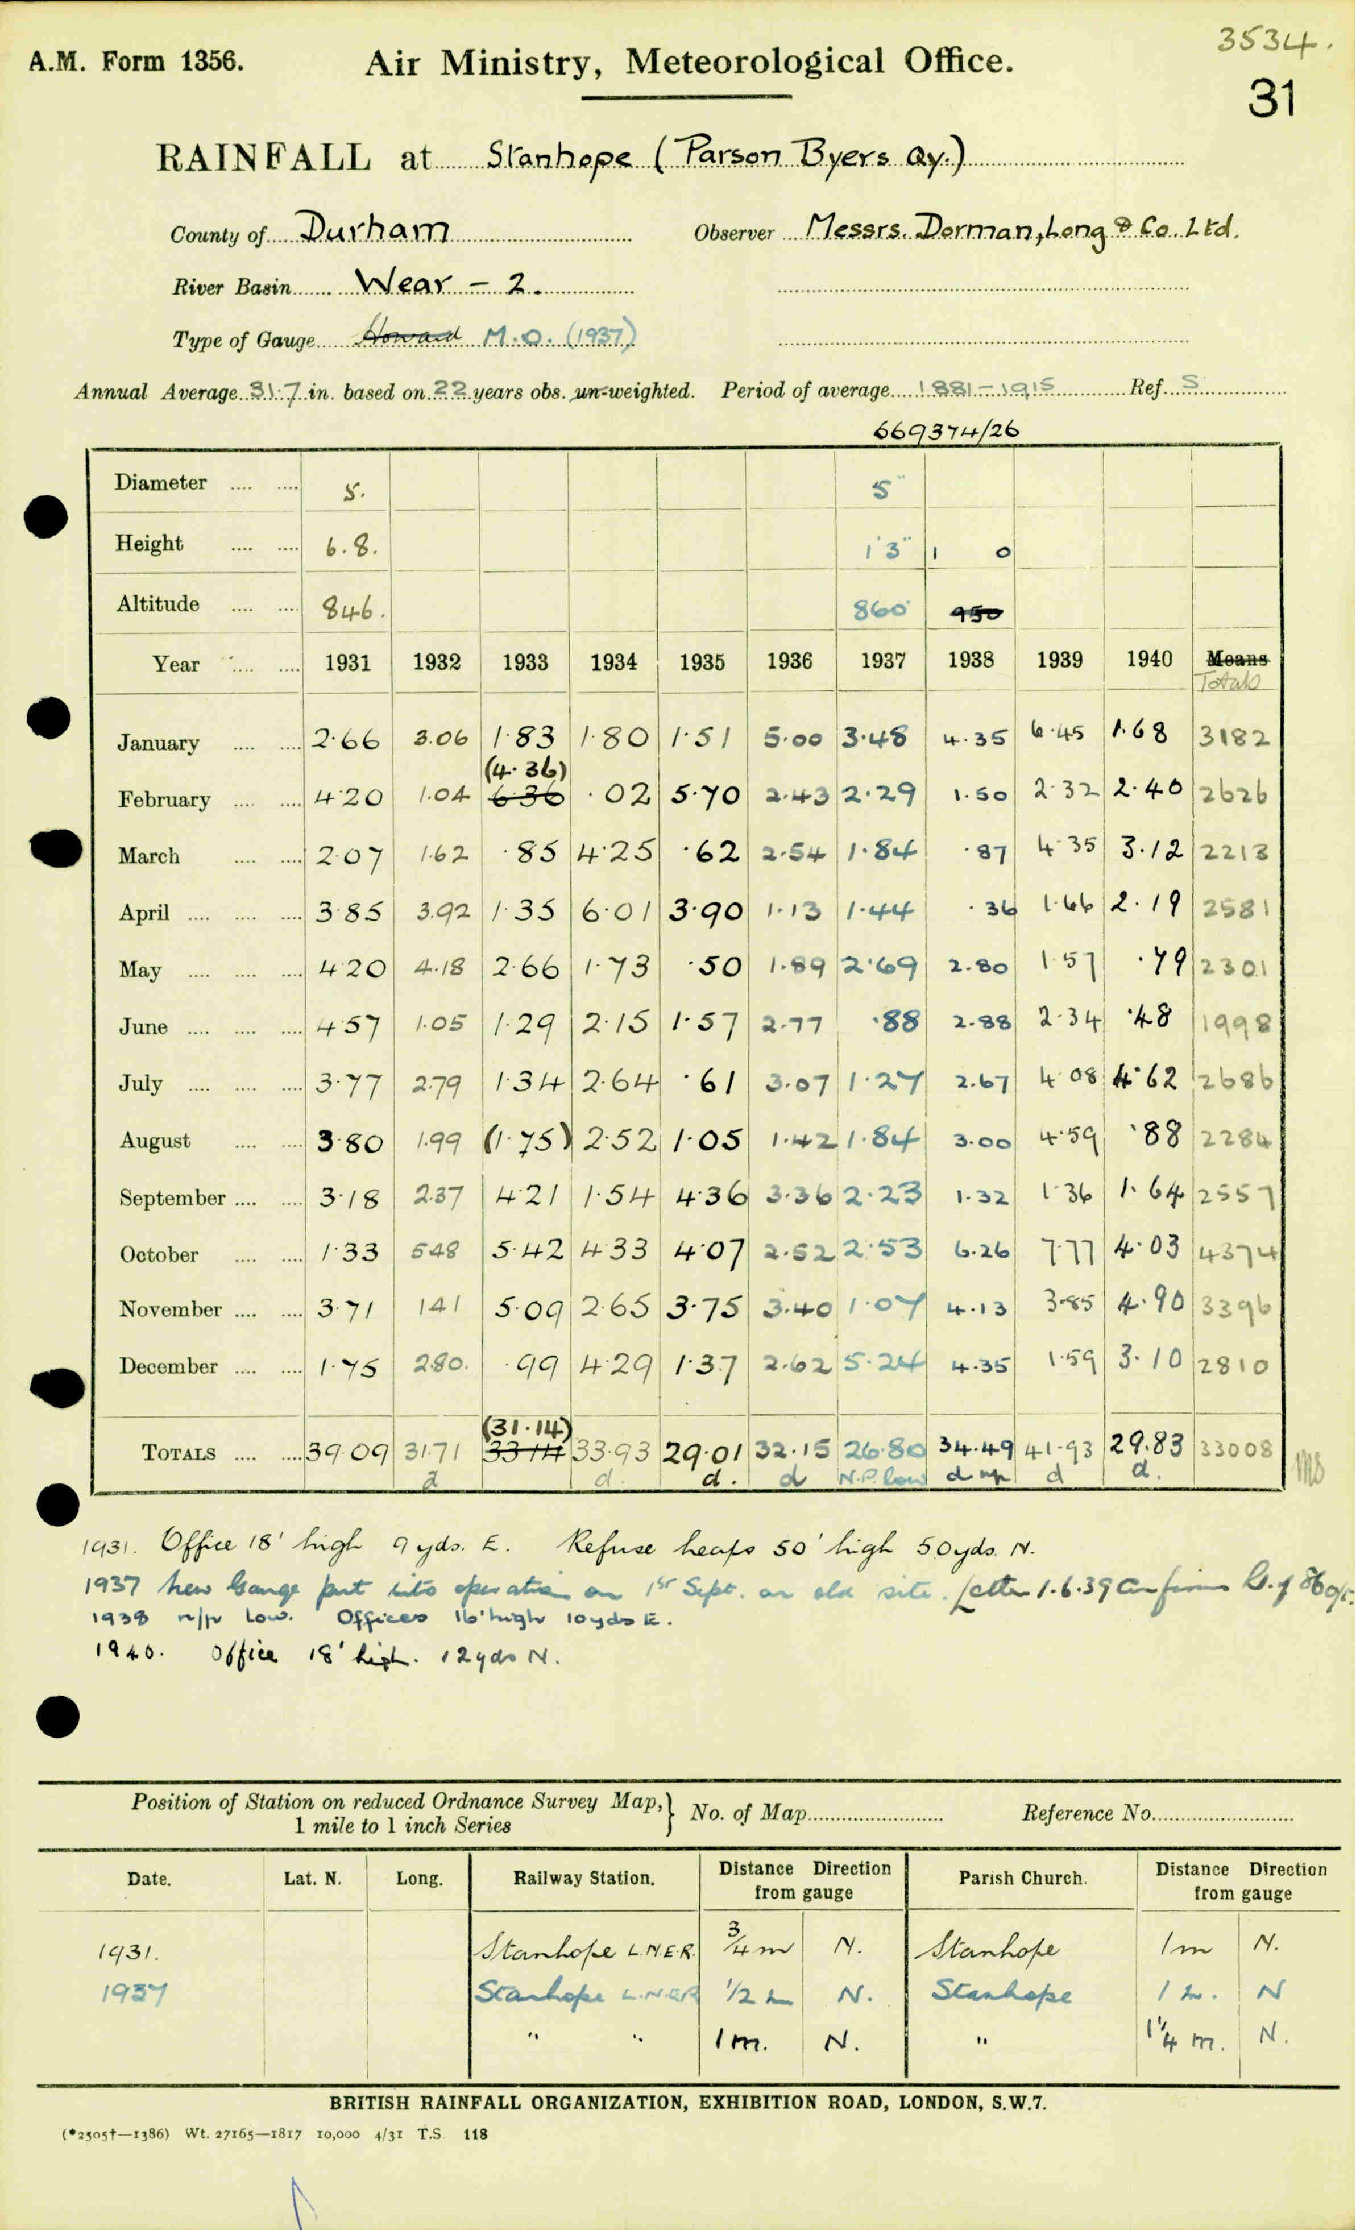 3534.
A.M. Form 1356. Air Ministry, Meteorological Office.
31
RAINFALL at Stanhope (Parson Byers Qy.)
County of Durham Observer Messrs. Dorman, Long & Co. Ltd.
River Basin Wear - 2.
Type of Gauge Howard M.O. (1937)
Annual Average 31.7 in. based on 22 years obs. un-weighted. Period of average 1881-1915 Ref. S
669374/26
Diameter .... .... 5. 5"
Height .... .... 6.8. 1'3" 1 0
Altitude .... .... 846. 860' 950
Year .... .... 1931 1932 1933 1934 1935 1936 1937 1938 1939 1940 Means
Totals
January .... .... 2.66 3.06 1.83 1.80 1.51 5.00 3.48 4.35 6.45 1.68 3182
(4.36)
February .... .... 4.20 1.04 6.36 .02 5.70 2.43 2.29 1.50 2.32 2.40 2626
March .... .... 2.07 1.62 .85 4.25 .62 2.54 1.84 .87 4.35 3.12 2213
April .... .... .... 3.85 3.92 1.35 6.01 3.90 1.13 1.44 .36 1.66 2.19 2581
May .... .... .... 4.20 4.18 2.66 1.73 .50 1.89 2.69 2.80 1.57 .79 2301
June .... .... .... 4.57 1.05 1.29 2.15 1.57 2.77 .88 2.88 2.34 .48 1998
July .... .... .... 3.77 2.79 1.34 2.64 .61 3.07 1.27 2.67 4.08 4.62 2686
August .... .... 3.80 1.99 (1.75) 2.52 1.05 1.42 1.84 3.00 4.59 .88 2284
September .... .... 3.18 2.37 4.21 1.54 4.36 3.36 2.23 1.32 1.36 1.64 2557
October .... .... 1.33 5.48 5.42 4.33 4.07 2.52 2.53 6.26 7.77 4.03 4374
November .... .... 3.71 1.41 5.09 2.65 3.75 3.40 1.07 4.13 3.85 4.90 3396
December .... .... 1.75 2.80. .99 4.29 1.37 2.62 5.24 4.35 1.59 3.10 2810
(31.14)
TOTALS .... .... 39.09 31.71 33.14 33.93 29.01 32.15 26.80 34.49 41.93 29.83 33008
d d. d. d N.P. low d d d.
1931. Office 18' high 9 yds. E. Refuse heaps 50' high 50 yds. N.
1937 New Gauge put into operation on 1st Sept. on old site. Letter 1.6.39 Confirms
1938 n/p low. Offices 16' high 10 yds E.
1940. Office 18' high. 12 yds N.
Position of Station on reduced Ordnance Survey Map, } No. of Map Reference No.
1 mile to 1 inch Series
Date. Lat. N. Long. Railway Station. Distance Direction from gauge Parish Church. Distance Direction from gauge
1931. Stanhope L.N.E.R. 3/4 m N. Stanhope 1 m N.
1937 Stanhope L.N.E.R 1/2 m N. Stanhope 1 m. N
" " 1 m. N. " 1 1/4 m. N.
BRITISH RAINFALL ORGANIZATION, EXHIBITION ROAD, LONDON, S.W.7.
(*2505†—1386) Wt. 27165—1817 10,000 4/31 T.S. 118